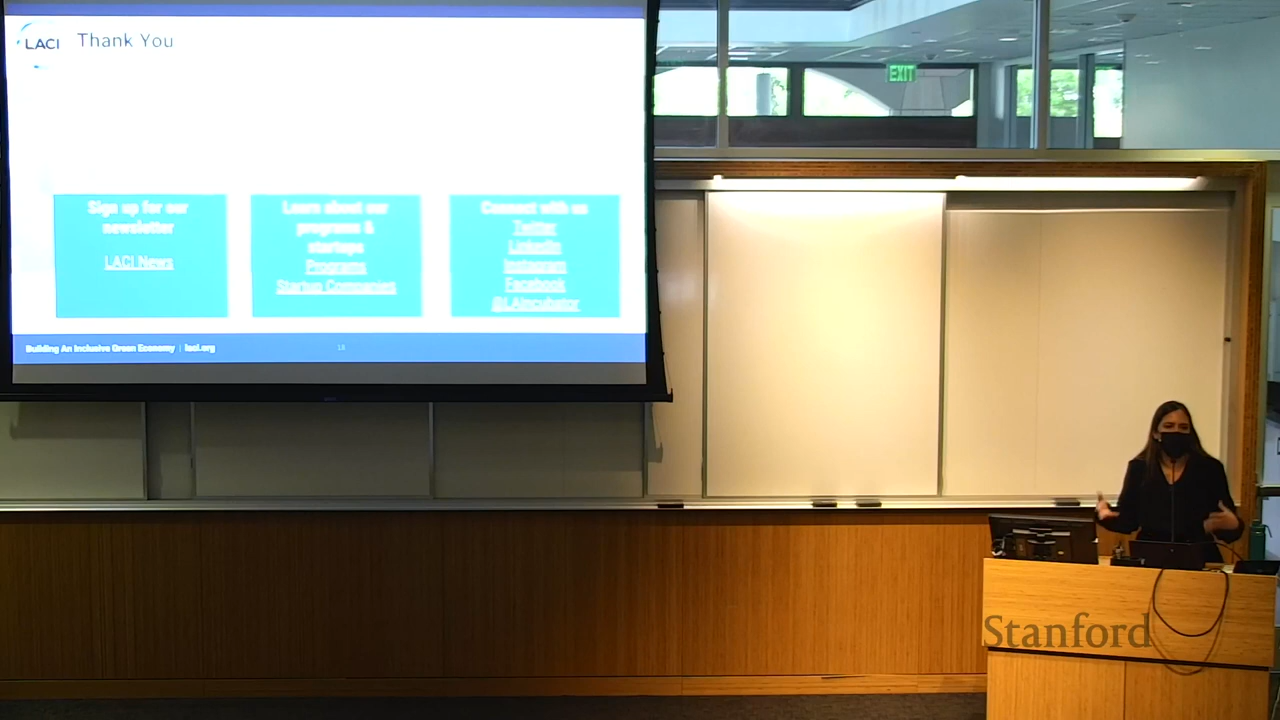 LACI
Thank You
EXIT
Sign up for our
newsletter
LACI News
Learn about our
programs &
startups
Programs
Startup Companies
Connect with us
Twitter
LinkedIn
Instagram
Facebook
@LAIncubator
Building An Inclusive Green Economy | laci.org
18
Stanford